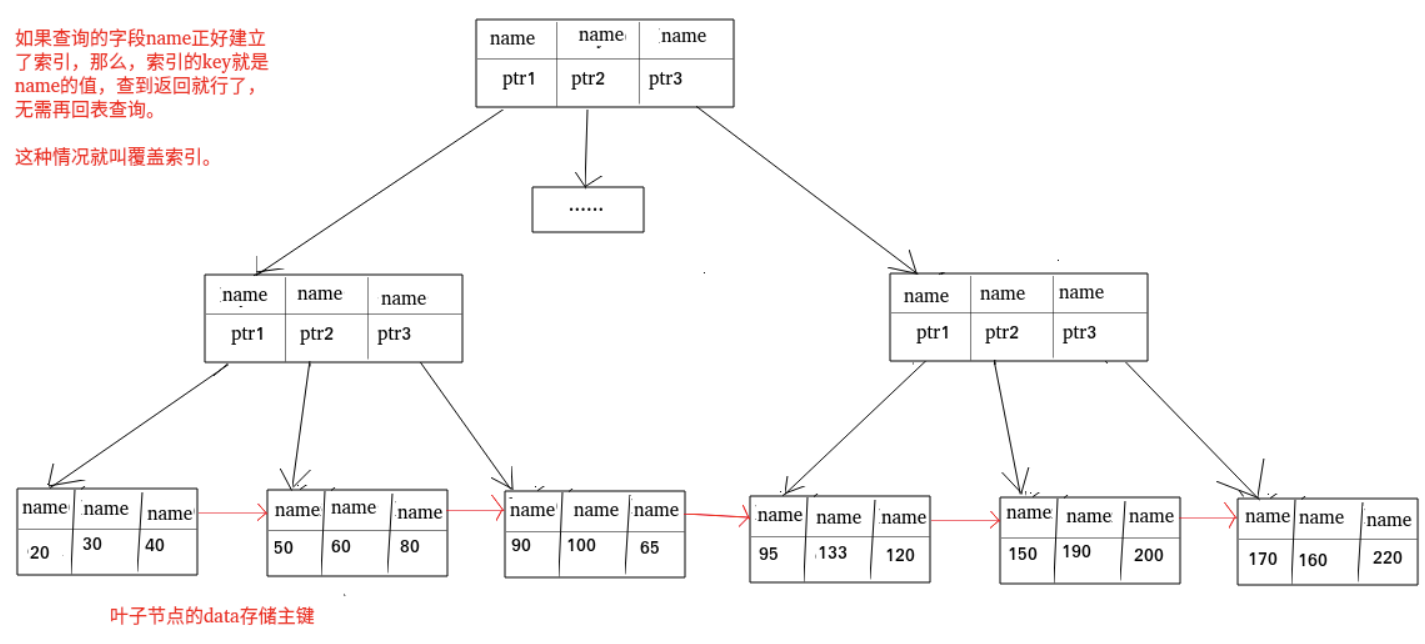 如果查询的字段name正好建立
了索引，那么，索引的key就是
name的值，查到返回就行了，
无需再回表查询。
这种情况就叫覆盖索引。
name name name
ptr1 ptr2 ptr3
······
name name name
ptr1 ptr2 ptr3
name name name
ptr1 ptr2 ptr3
name name name
20 30 40
name name name
50 60 80
name name name
90 100 65
name name name
95 133 120
name name name
150 190 200
name name name
170 160 220
叶子节点的data存储主键